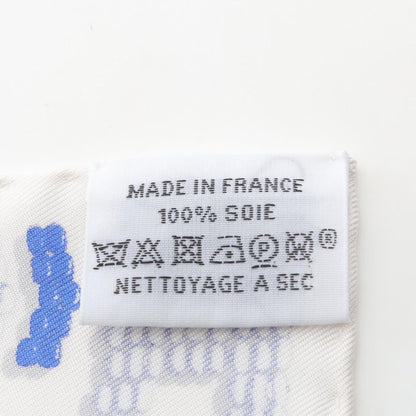 MADE IN FRANCE
100% SOIE
P ®
NETTOYAGE A SEC